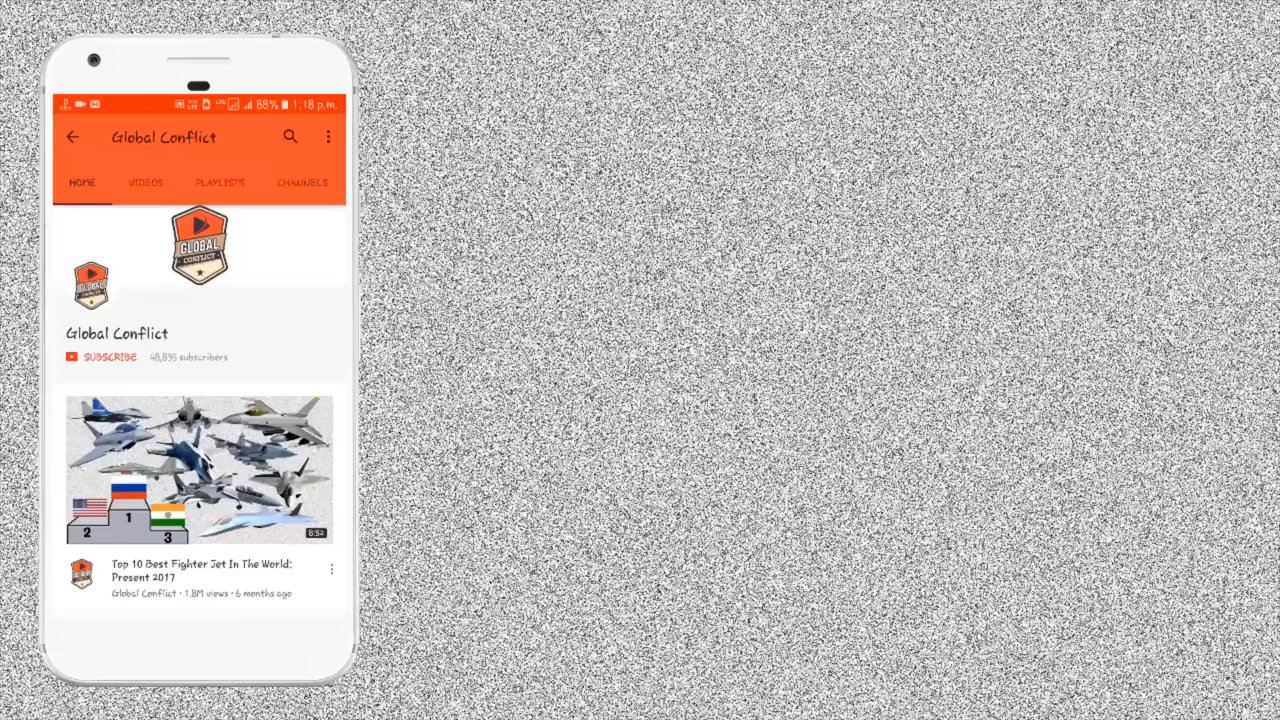 88% 1:18 p.m.
Global Conflict
HOME VIDEOS PLAYLISTS CHANNELS
GLOBAL
CONFLICT
GLOBAL
Global Conflict
SUBSCRIBE 48,835 subscribers
2 1 3
8:52
Top 10 Best Fighter Jet In The World:
Present 2017
Global Conflict • 1.8M views • 6 months ago